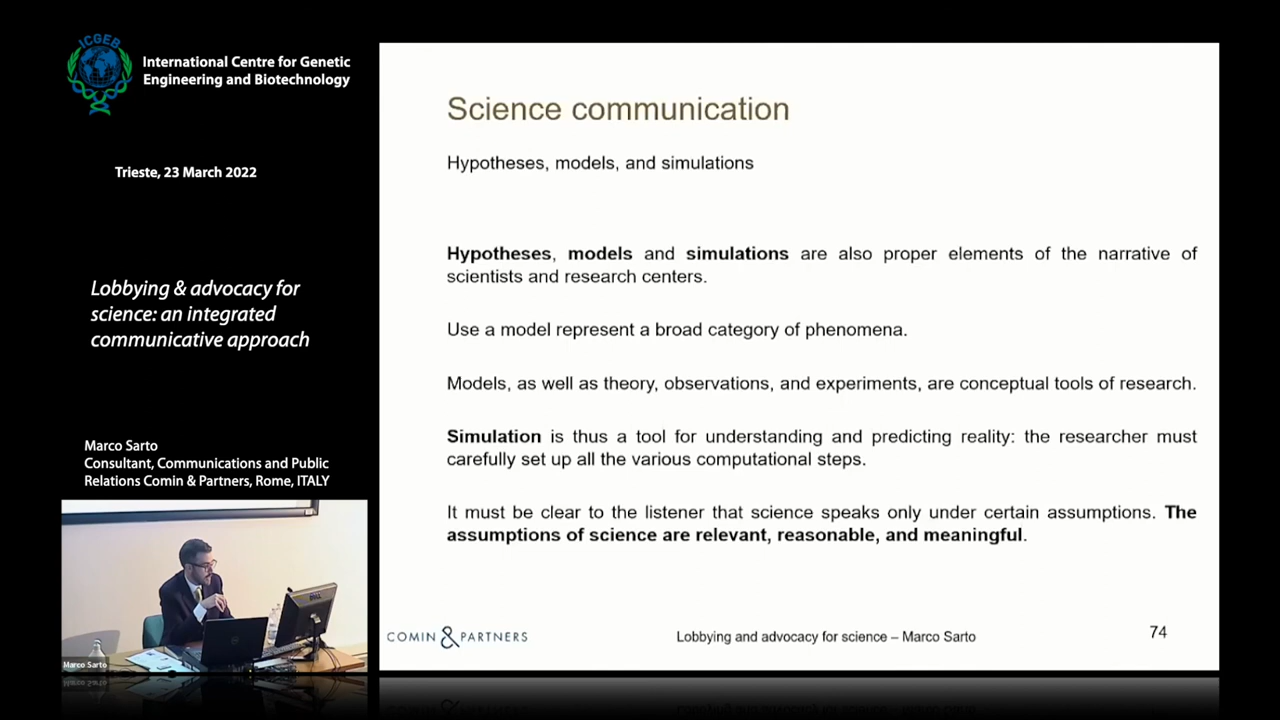 ICGEB
International Centre for Genetic
Engineering and Biotechnology
Trieste, 23 March 2022
Lobbying & advocacy for
science: an integrated
communicative approach
Marco Sarto
Consultant, Communications and Public
Relations Comin & Partners, Rome, ITALY
Marco Sarto
Science communication
Hypotheses, models, and simulations
Hypotheses, models and simulations are also proper elements of the narrative of
scientists and research centers.
Use a model represent a broad category of phenomena.
Models, as well as theory, observations, and experiments, are conceptual tools of research.
Simulation is thus a tool for understanding and predicting reality: the researcher must
carefully set up all the various computational steps.
It must be clear to the listener that science speaks only under certain assumptions. The
assumptions of science are relevant, reasonable, and meaningful.
COMIN & PARTNERS
Lobbying and advocacy for science – Marco Sarto
74